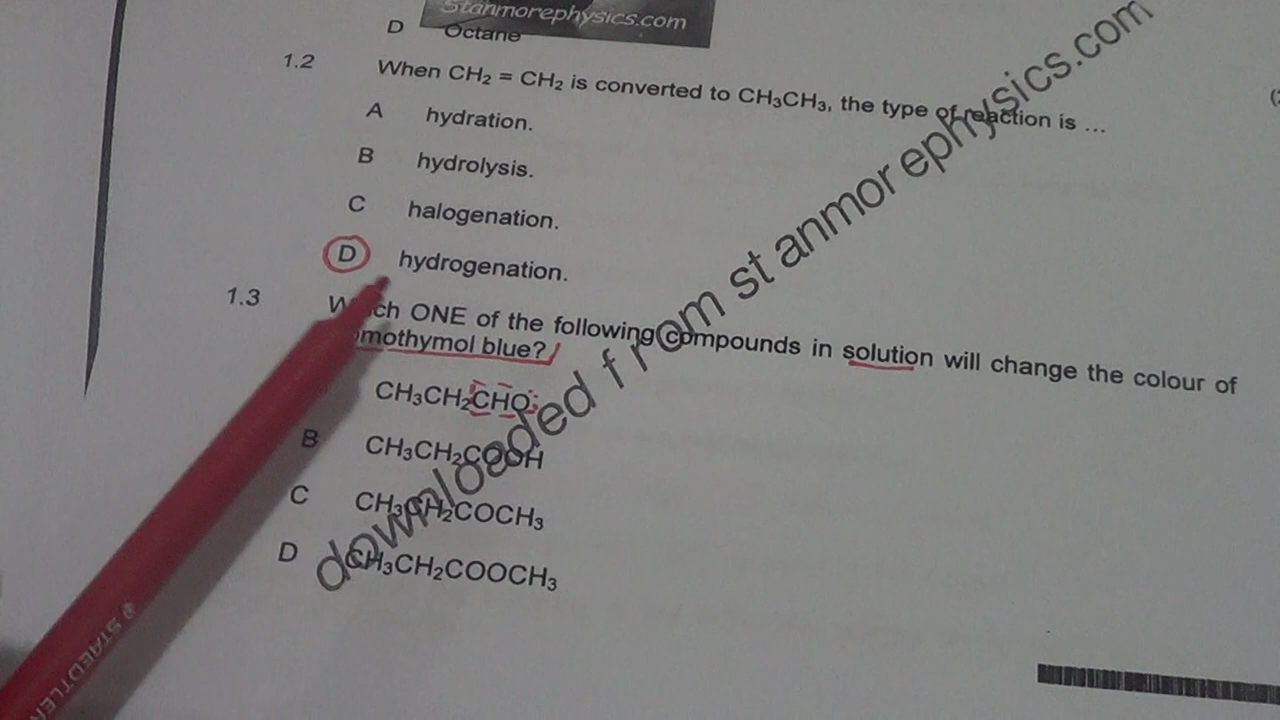 Stanmorephysics.com
D Octane
1.2 When CH₂ = CH₂ is converted to CH₃CH₃, the type of reaction is ...
A hydration.
B hydrolysis.
C halogenation.
D hydrogenation.
1.3 ONE of the following compounds in solution will change the colour of
blue?
CH₃CH₂CHO
B CH₃CH₂COOH
C CH₃CH₂COCH₃
D CH₃CH₂COOCH₃
downloaded from stanmorephysics.com
STAEDTLER